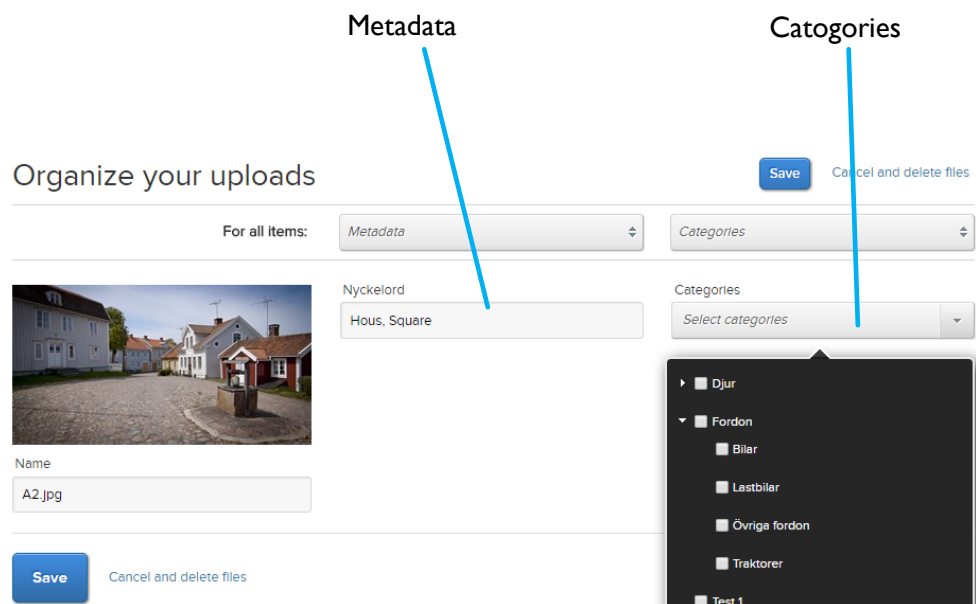 Metadata
Catogories
Organize your uploads
Save
Cancel and delete files
For all items:
Metadata
Categories
Nyckelord
Categories
Hous, Square
Select categories
Djur
Fordon
Bilar
Lastbilar
Övriga fordon
Traktorer
Test 1
Name
A2.jpg
Save
Cancel and delete files